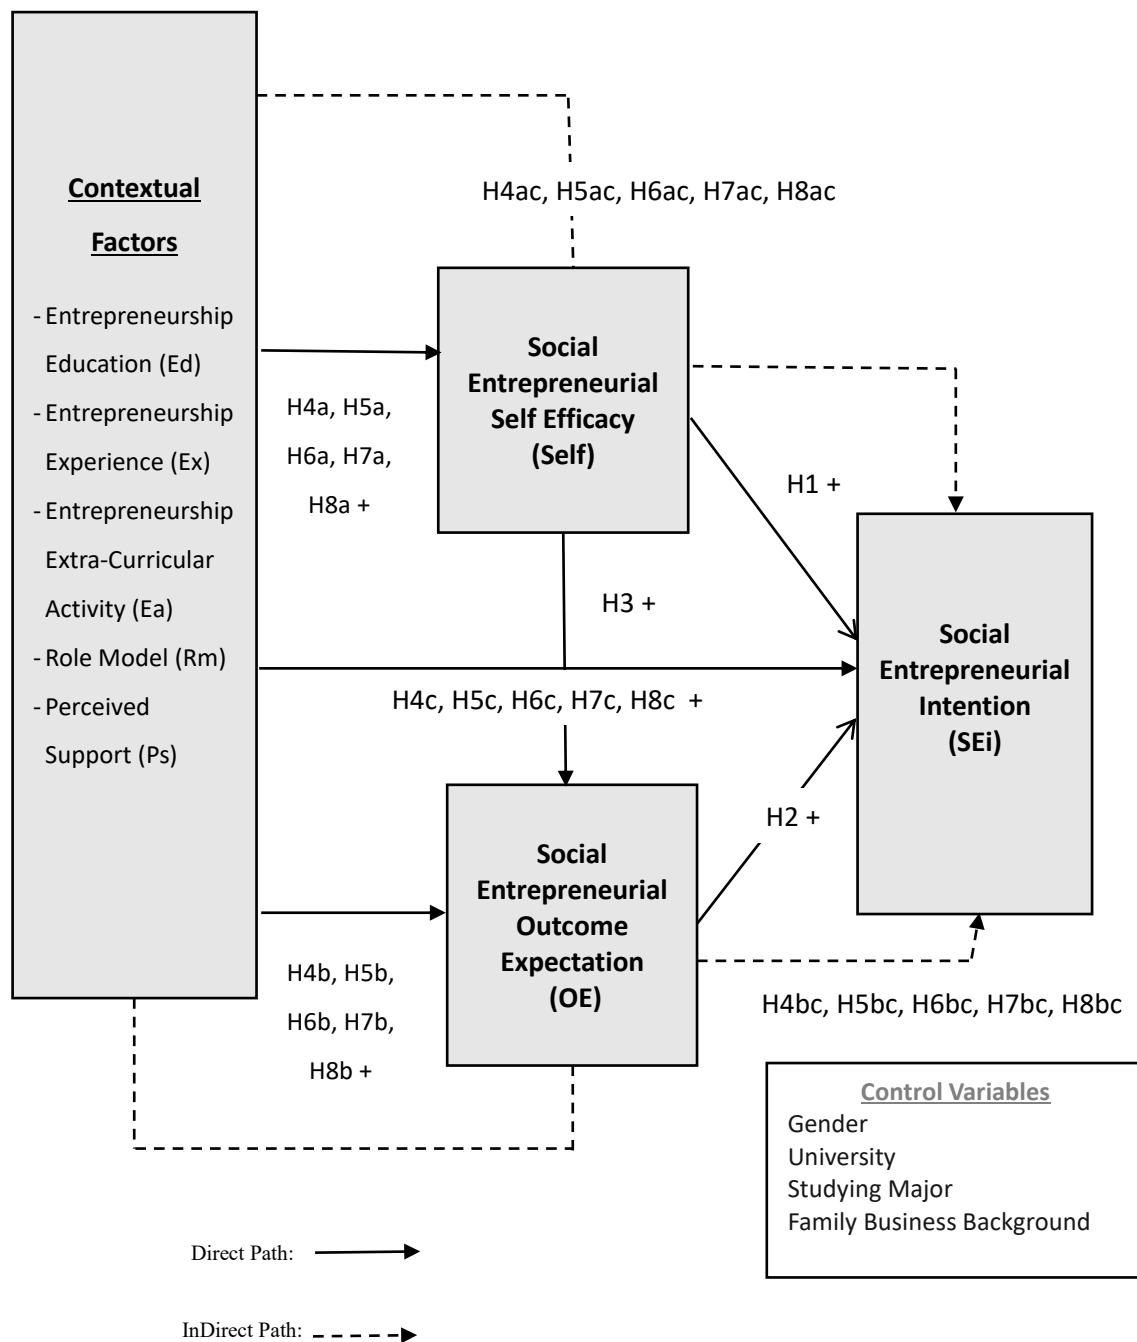 Contextual
Factors
- Entrepreneurship
Education (Ed)
- Entrepreneurship
Experience (Ex)
- Entrepreneurship
Extra-Curricular
Activity (Ea)
- Role Model (Rm)
- Perceived
Support (Ps)
H4ac, H5ac, H6ac, H7ac, H8ac
Social
Entrepreneurial
Self Efficacy
(Self)
H4a, H5a,
H6a, H7a,
H8a +
H1 +
H3 +
H4c, H5c, H6c, H7c, H8c +
Social
Entrepreneurial
Intention
(SEi)
H2 +
Social
Entrepreneurial
Outcome
Expectation
(OE)
H4b, H5b,
H6b, H7b,
H8b +
H4bc, H5bc, H6bc, H7bc, H8bc
Control Variables
Gender
University
Studying Major
Family Business Background
Direct Path:
InDirect Path: